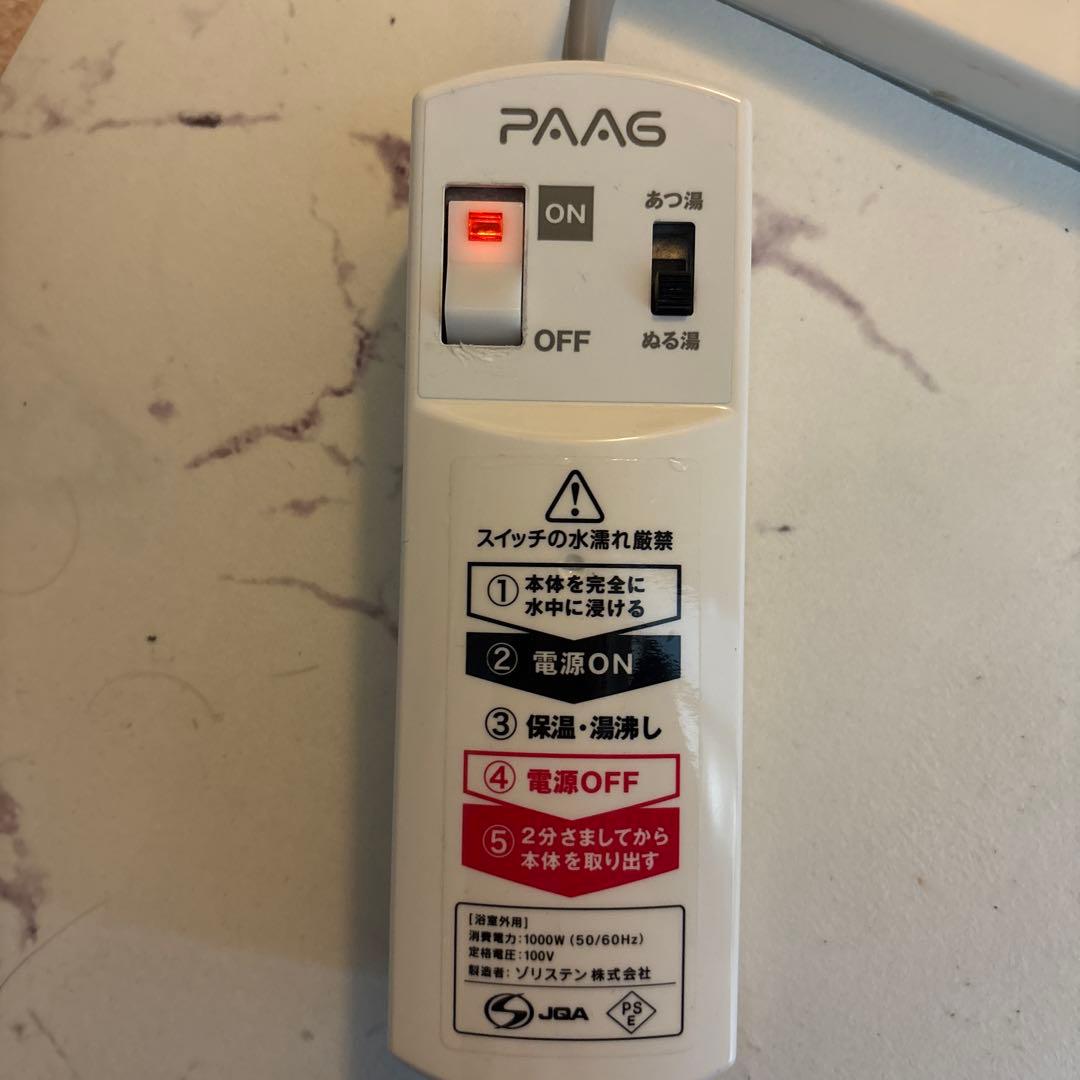 PAAG
ON
OFF
あつ湯
ぬる湯
スイッチの水濡れ厳禁
① 本体を完全に
水中に浸ける
② 電源ON
③ 保温・湯沸し
④ 電源OFF
⑤ 2分さましてから
本体を取り出す
[浴室外用]
消費電力:1000W (50/60Hz)
定格電圧:100V
製造者: ゾリステン株式会社
JQA
PS
E